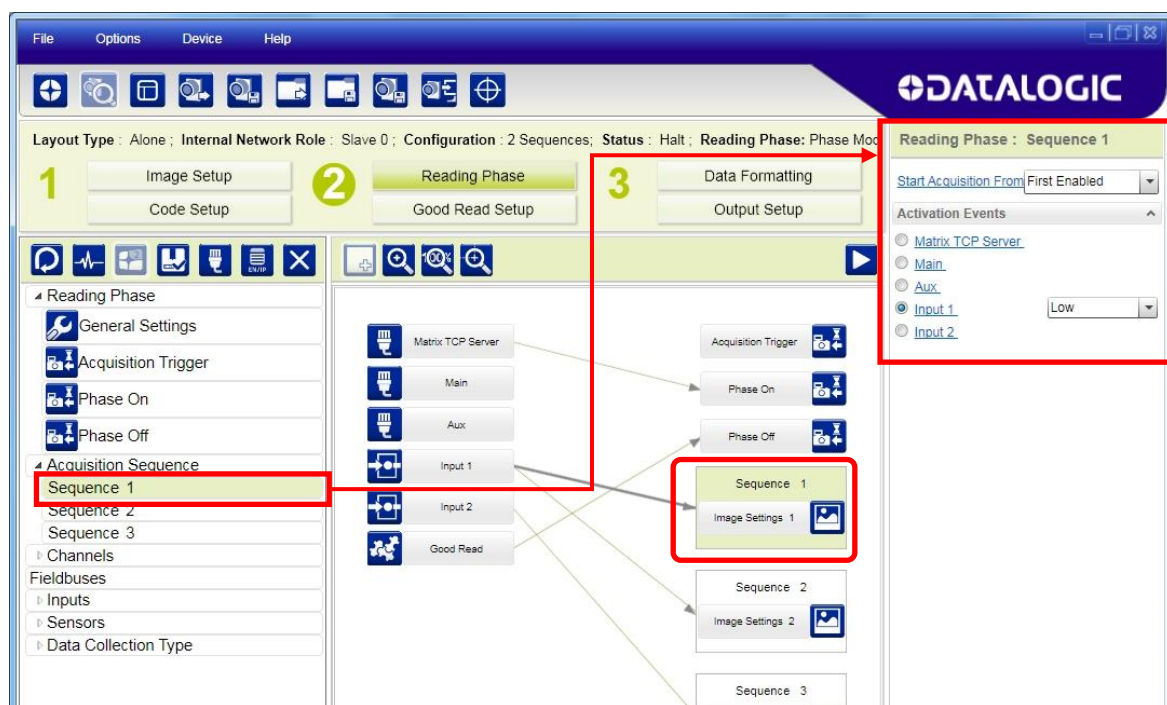 File Options Device Help
DATALOGIC
Layout Type : Alone ; Internal Network Role : Slave 0 ; Configuration : 2 Sequences; Status : Halt ; Reading Phase: Phase Mod
1
Image Setup
Code Setup
2
Reading Phase
Good Read Setup
3
Data Formatting
Output Setup
EN/IP
Reading Phase
General Settings
Acquisition Trigger
Phase On
Phase Off
Acquisition Sequence
Sequence 1
Sequence 2
Sequence 3
Channels
Fieldbuses
Inputs
Sensors
Data Collection Type
100%
Matrix TCP Server
Main
Aux
Input 1
Input 2
Good Read
Acquisition Trigger
Phase On
Phase Off
Sequence 1
Image Settings 1
Sequence 2
Image Settings 2
Sequence 3
Reading Phase : Sequence 1
Start Acquisition From First Enabled
Activation Events
Matrix TCP Server
Main
Aux
Input 1 Low
Input 2